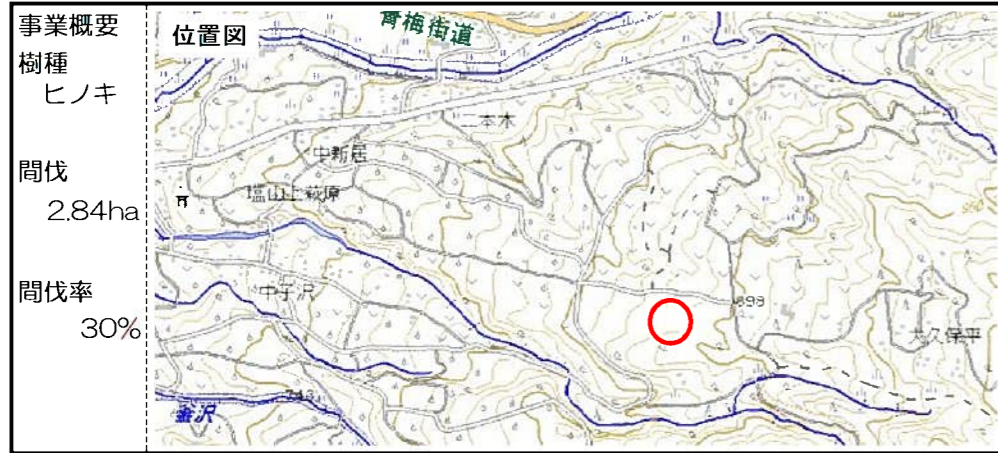 事業概要
樹種
ヒノキ
間伐
2.84ha
間伐率
30%
位置図
青梅街道
二本木
中新居
塩山上萩原
中子沢
898
大久保平
金沢